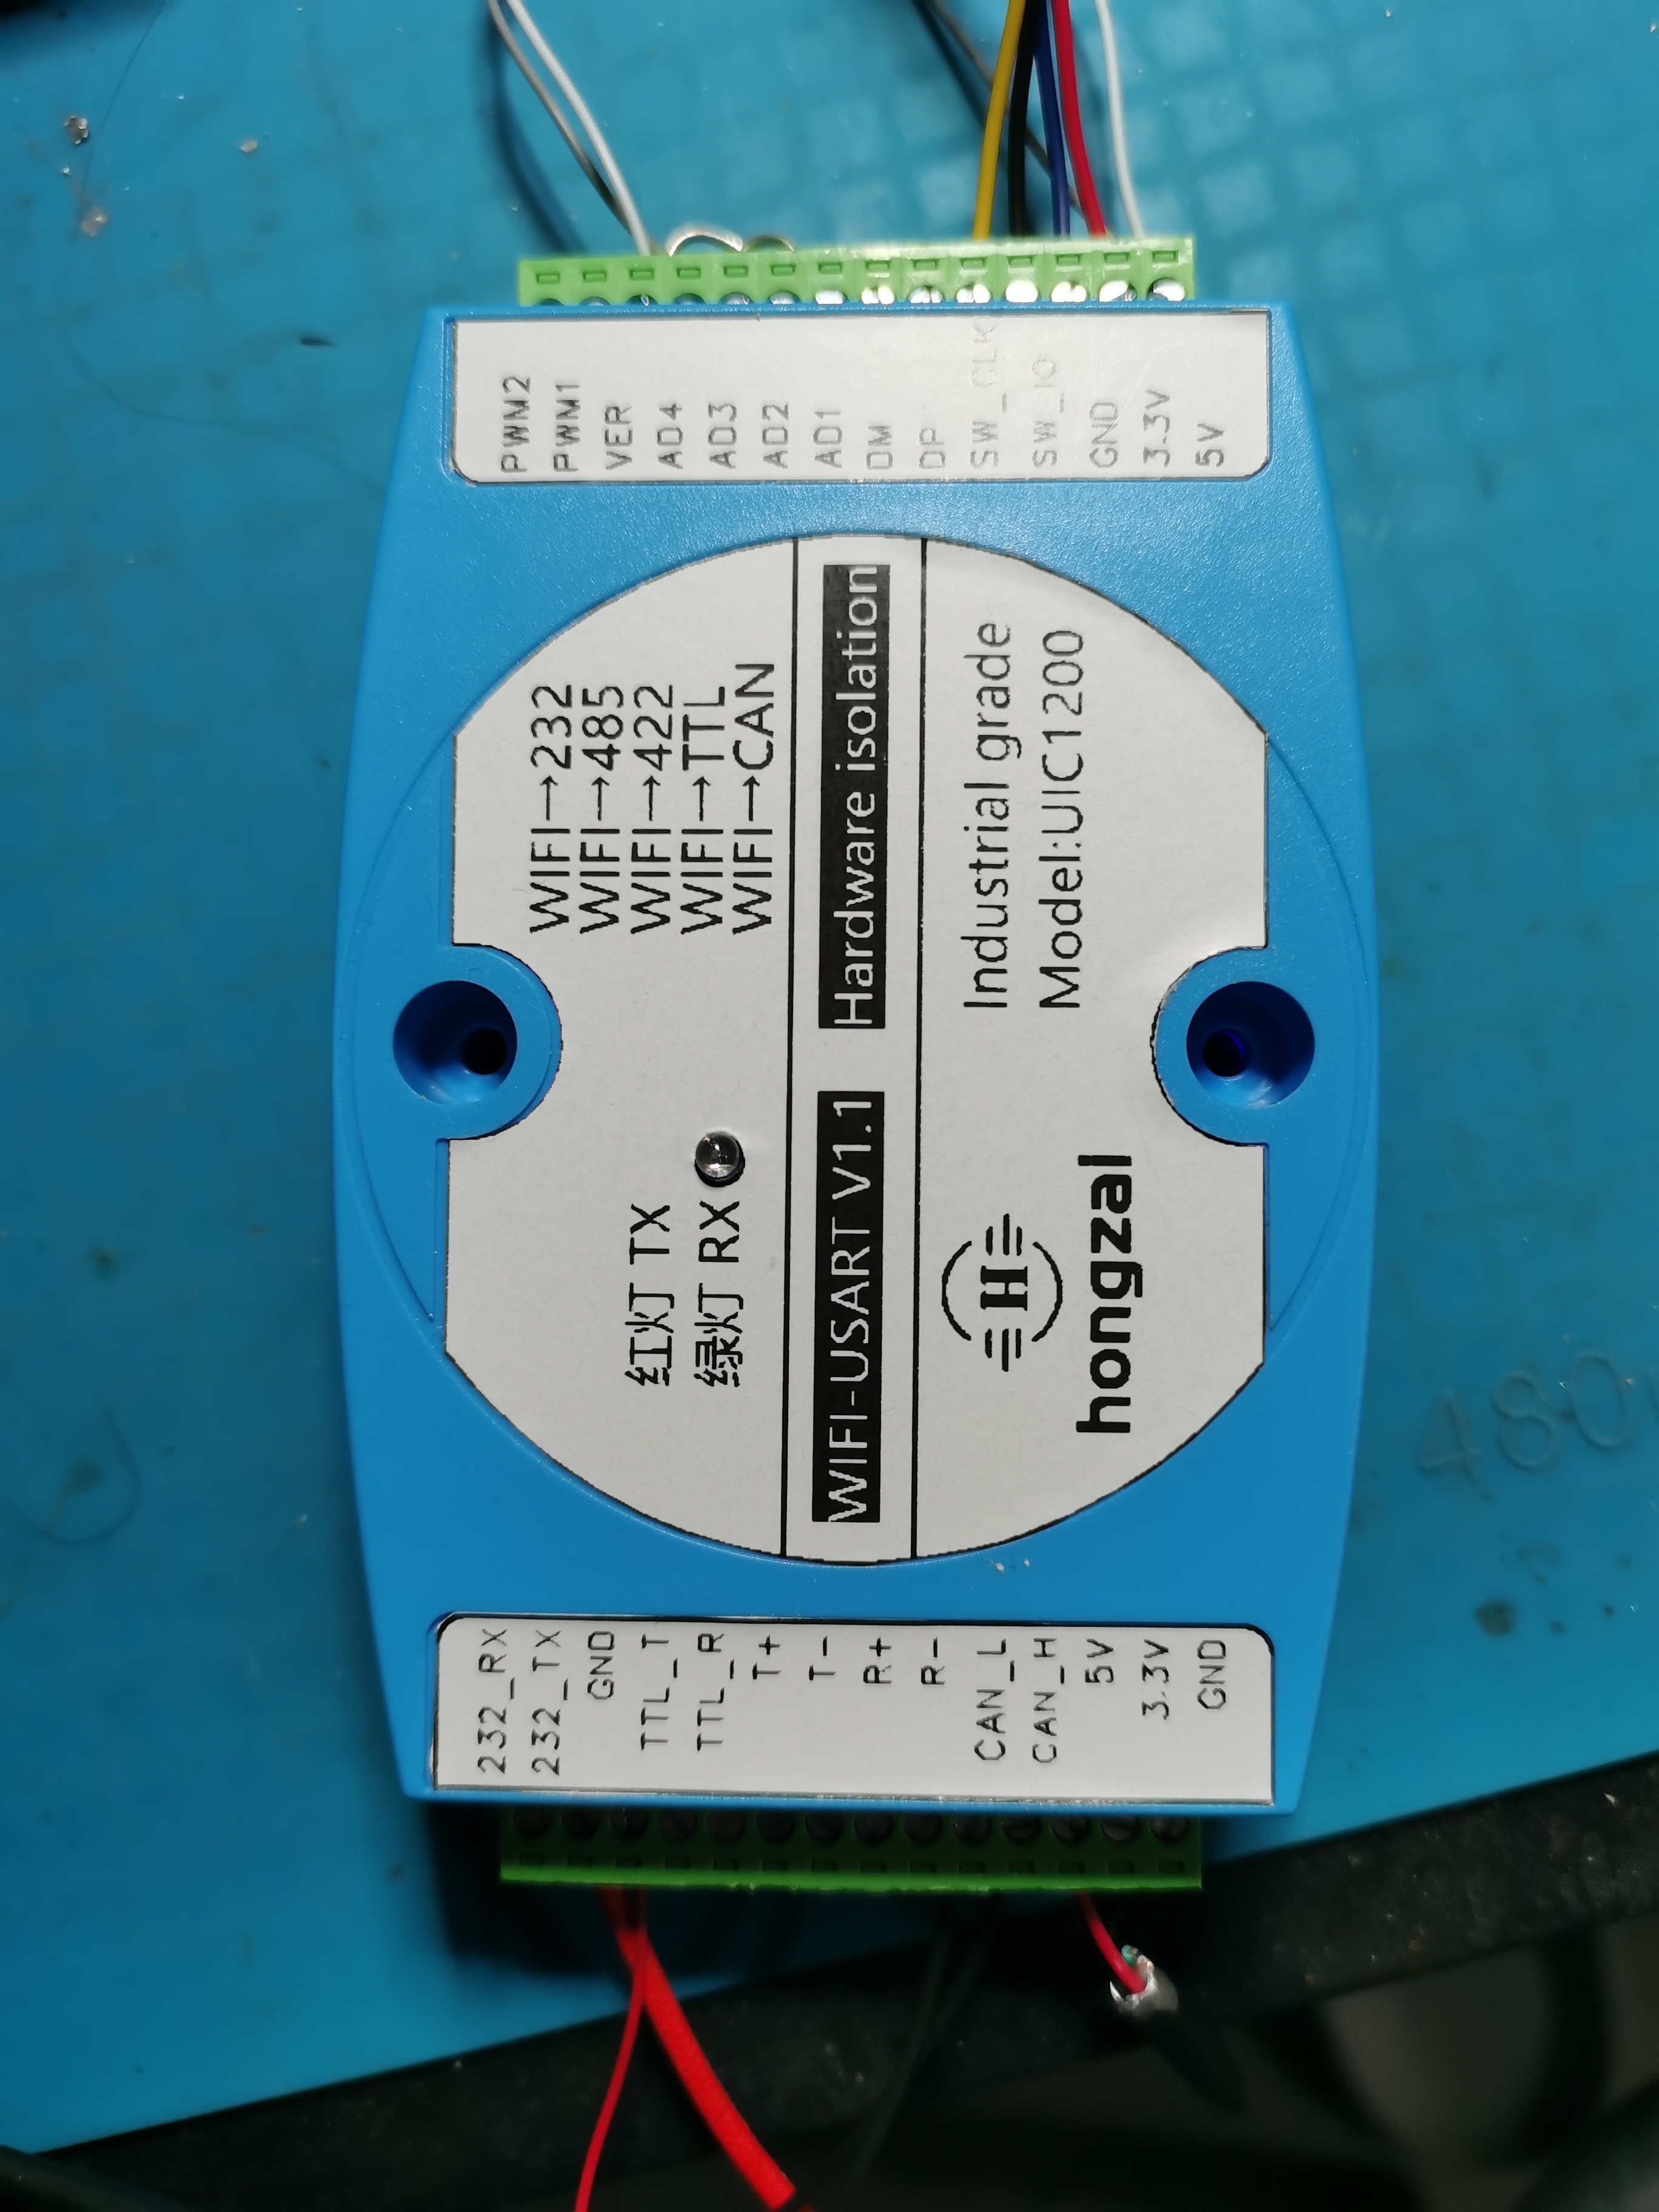 PWM2
PWM1
VER
AD4
AD3
AD2
AD1
DM
DP
SW_CLK
SW_IO
GND
3.3V
5V
WIFI→232
WIFI→485
WIFI→422
WIFI→TTL
WIFI→CAN
红灯 TX
绿灯 RX
WIFI-USART V1.1 Hardware isolation
Industrial grade
Model:UIC1200
H
hongzal
232_RX
232_TX
GND
TTL_T
TTL_R
T+
T-
R+
R-
CAN_L
CAN_H
5V
3.3V
GND
480